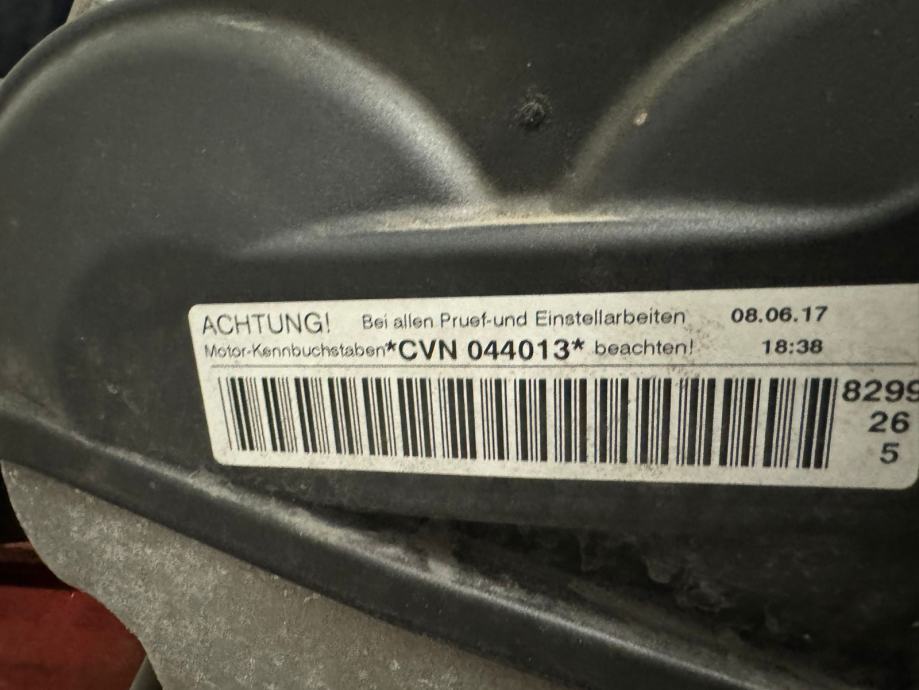 ACHTUNG! Bei allen Pruef-und Einstellarbeiten 08.06.17
Motor-Kennbuchstaben*CVN 044013* beachten! 18:38
8299
26
5